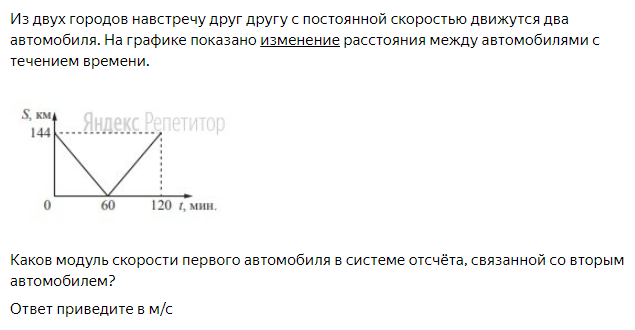 Из двух городов навстречу друг другу с постоянной скоростью движутся два
автомобиля. На графике показано изменение расстояния между автомобилями с
течением времени.
S, км
Яндекс Репетитор
144
0 60 120 t, мин.
Каков модуль скорости первого автомобиля в системе отсчёта, связанной со вторым
автомобилем?
Ответ приведите в м/с